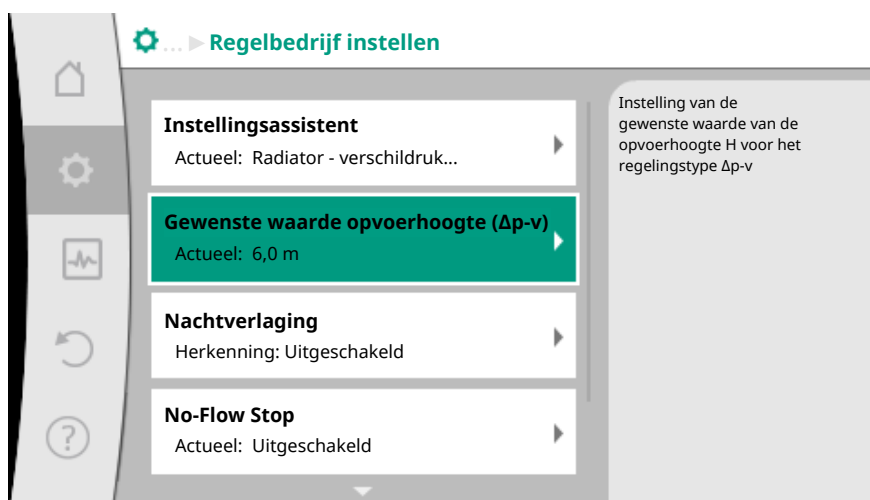 ... Regelbedrijf instellen
Instellingsassistent
Actueel: Radiator - verschildruk...
Gewenste waarde opvoerhoogte (Δp-v)
Actueel: 6,0 m
Nachtverlaging
Herkenning: Uitgeschakeld
No-Flow Stop
Actueel: Uitgeschakeld
Instelling van de
gewenste waarde van de
opvoerhoogte H voor het
regelingstype Δp-v
?